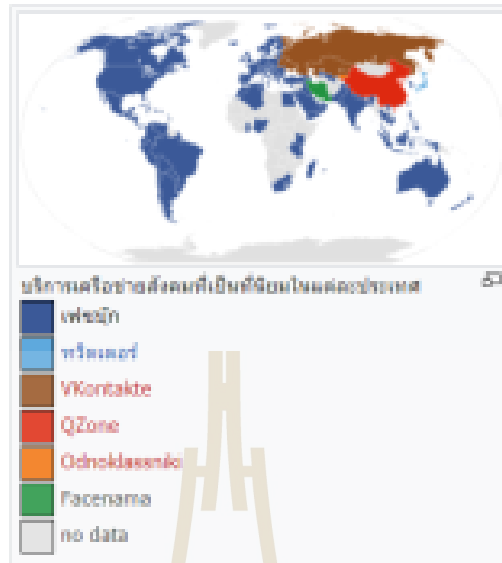 บริการเครือข่ายสังคมที่เป็นที่นิยมในแต่ละประเทศ
เฟซบุ๊ก
ทวิตเตอร์
VKontakte
QZone
Odnoklassniki
Facenama
no data